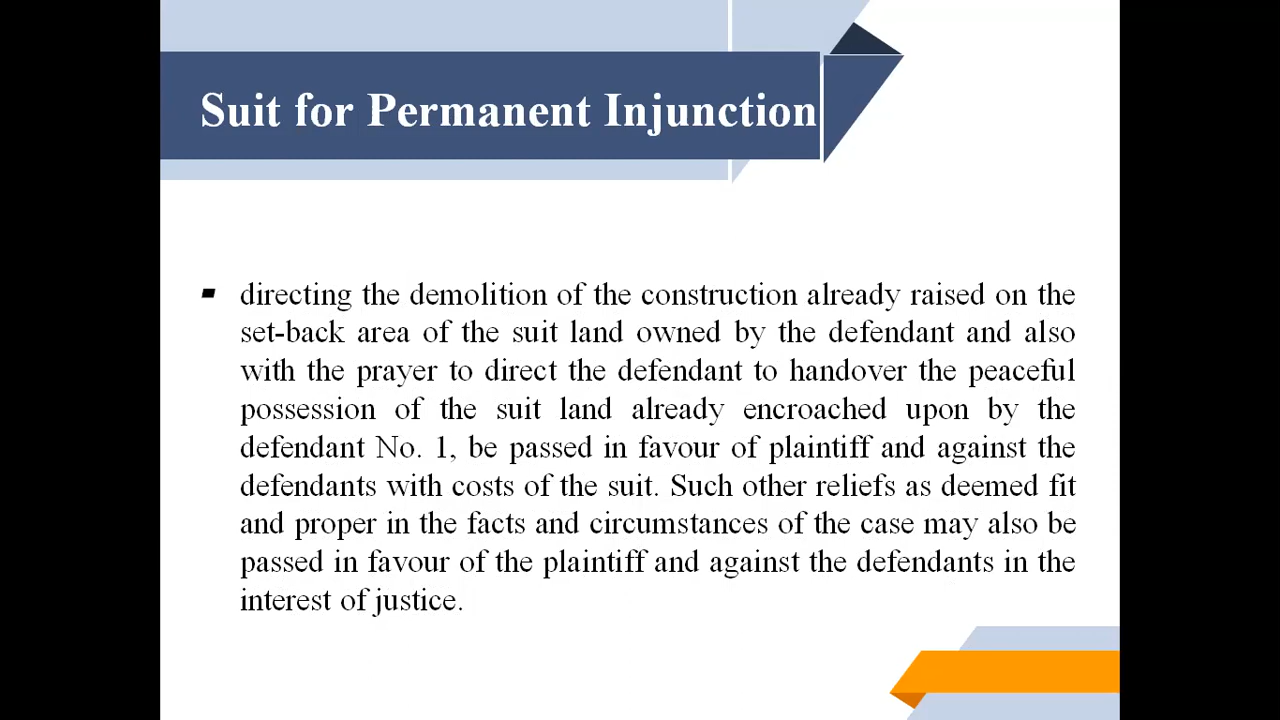 Suit for Permanent Injunction
▪ directing the demolition of the construction already raised on the
set-back area of the suit land owned by the defendant and also
with the prayer to direct the defendant to handover the peaceful
possession of the suit land already encroached upon by the
defendant No. 1, be passed in favour of plaintiff and against the
defendants with costs of the suit. Such other reliefs as deemed fit
and proper in the facts and circumstances of the case may also be
passed in favour of the plaintiff and against the defendants in the
interest of justice.